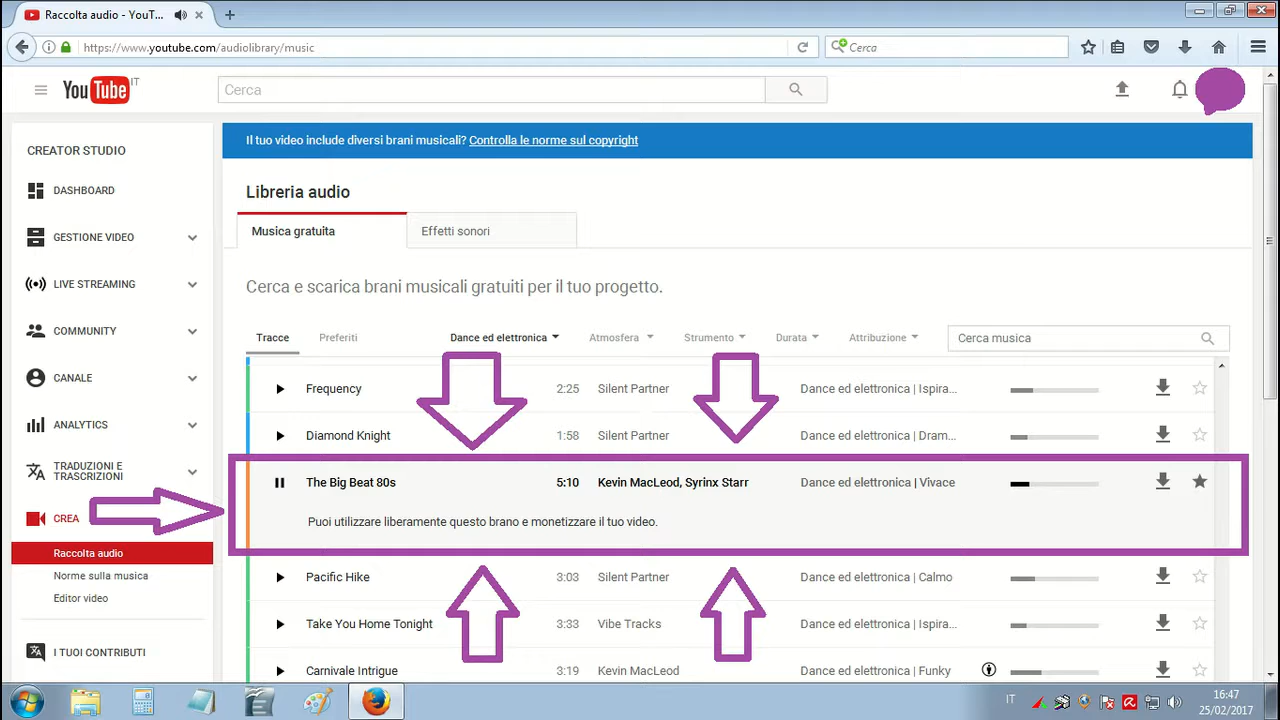 Raccolta audio - YouT...
https://www.youtube.com/audiolibrary/music
Cerca
YouTube IT
Cerca
CREATOR STUDIO
DASHBOARD
GESTIONE VIDEO
LIVE STREAMING
COMMUNITY
CANALE
ANALYTICS
TRADUZIONI E
TRASCRIZIONI
CREA
Raccolta audio
Norme sulla musica
Editor video
I TUOI CONTRIBUTI
Il tuo video include diversi brani musicali? Controlla le norme sul copyright
Libreria audio
Musica gratuita Effetti sonori
Cerca e scarica brani musicali gratuiti per il tuo progetto.
Tracce Preferiti Dance ed elettronica Atmosfera Strumento Durata Attribuzione Cerca musica
Frequency 2:25 Silent Partner Dance ed elettronica | Ispira...
Diamond Knight 1:58 Silent Partner Dance ed elettronica | Dram...
The Big Beat 80s 5:10 Kevin MacLeod, Syrinx Starr Dance ed elettronica | Vivace
Puoi utilizzare liberamente questo brano e monetizzare il tuo video.
Pacific Hike 3:03 Silent Partner Dance ed elettronica | Calmo
Take You Home Tonight 3:33 Vibe Tracks Dance ed elettronica | Ispira...
Carnivale Intrigue 3:19 Kevin MacLeod Dance ed elettronica | Funky
IT
16:47
25/02/2017